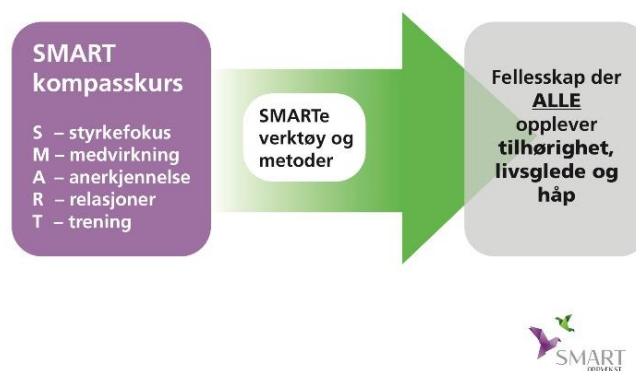 SMART
kompasskurs
S – styrkefokus
M – medvirkning
A – anerkjennelse
R – relasjoner
T – trening
SMARTe
verktøy og
metoder
Fellesskap der
ALLE
opplever
tilhørighet,
livsglede og
håp
SMART
OPPVEKST